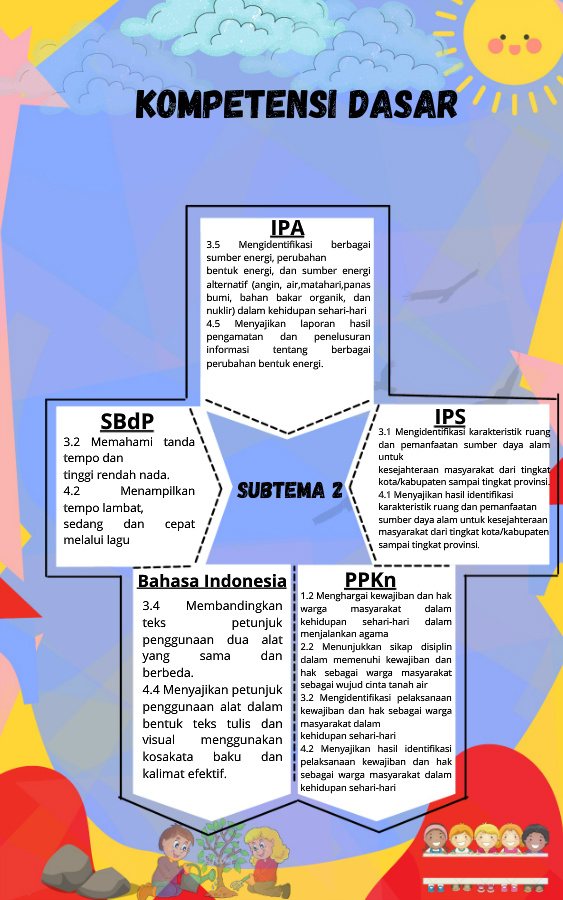 KOMPETENSI DASAR
IPA
3.5 Mengidentifikasi berbagai
sumber energi, perubahan
bentuk energi, dan sumber energi
alternatif (angin, air,matahari,panas
bumi, bahan bakar organik, dan
nuklir) dalam kehidupan sehari-hari
4.5 Menyajikan laporan hasil
pengamatan dan penelusuran
informasi tentang berbagai
perubahan bentuk energi.
SBdP
3.2 Memahami tanda
tempo dan
tinggi rendah nada.
4.2 Menampilkan
tempo lambat,
sedang dan cepat
melalui lagu
SUBTEMA 2
IPS
3.1 Mengidentifikasi karakteristik ruang
dan pemanfaatan sumber daya alam
untuk
kesejahteraan masyarakat dari tingkat
kota/kabupaten sampai tingkat provinsi.
4.1 Menyajikan hasil identifikasi
karakteristik ruang dan pemanfaatan
sumber daya alam untuk kesejahteraan
masyarakat dari tingkat kota/kabupaten
sampai tingkat provinsi.
Bahasa Indonesia
3.4 Membandingkan
teks petunjuk
penggunaan dua alat
yang sama dan
berbeda.
4.4 Menyajikan petunjuk
penggunaan alat dalam
bentuk teks tulis dan
visual menggunakan
kosakata baku dan
kalimat efektif.
PPKn
1.2 Menghargai kewajiban dan hak
warga masyarakat dalam
kehidupan sehari-hari dalam
menjalankan agama
2.2 Menunjukkan sikap disiplin
dalam memenuhi kewajiban dan
hak sebagai warga masyarakat
sebagai wujud cinta tanah air
3.2 Mengidentifikasi pelaksanaan
kewajiban dan hak sebagai warga
masyarakat dalam
kehidupan sehari-hari
4.2 Menyajikan hasil identifikasi
pelaksanaan kewajiban dan hak
sebagai warga masyarakat dalam
kehidupan sehari-hari